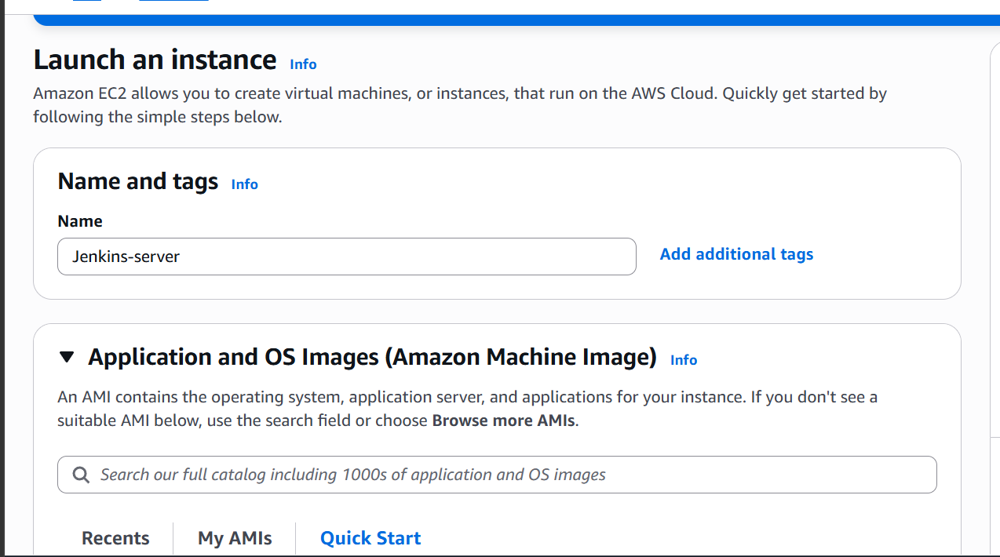 Launch an instance Info
Amazon EC2 allows you to create virtual machines, or instances, that run on the AWS Cloud. Quickly get started by
following the simple steps below.
Name and tags Info
Name
Jenkins-server
Add additional tags
Application and OS Images (Amazon Machine Image) Info
An AMI contains the operating system, application server, and applications for your instance. If you don't see a
suitable AMI below, use the search field or choose Browse more AMIs.
Search our full catalog including 1000s of application and OS images
Recents
My AMIs
Quick Start